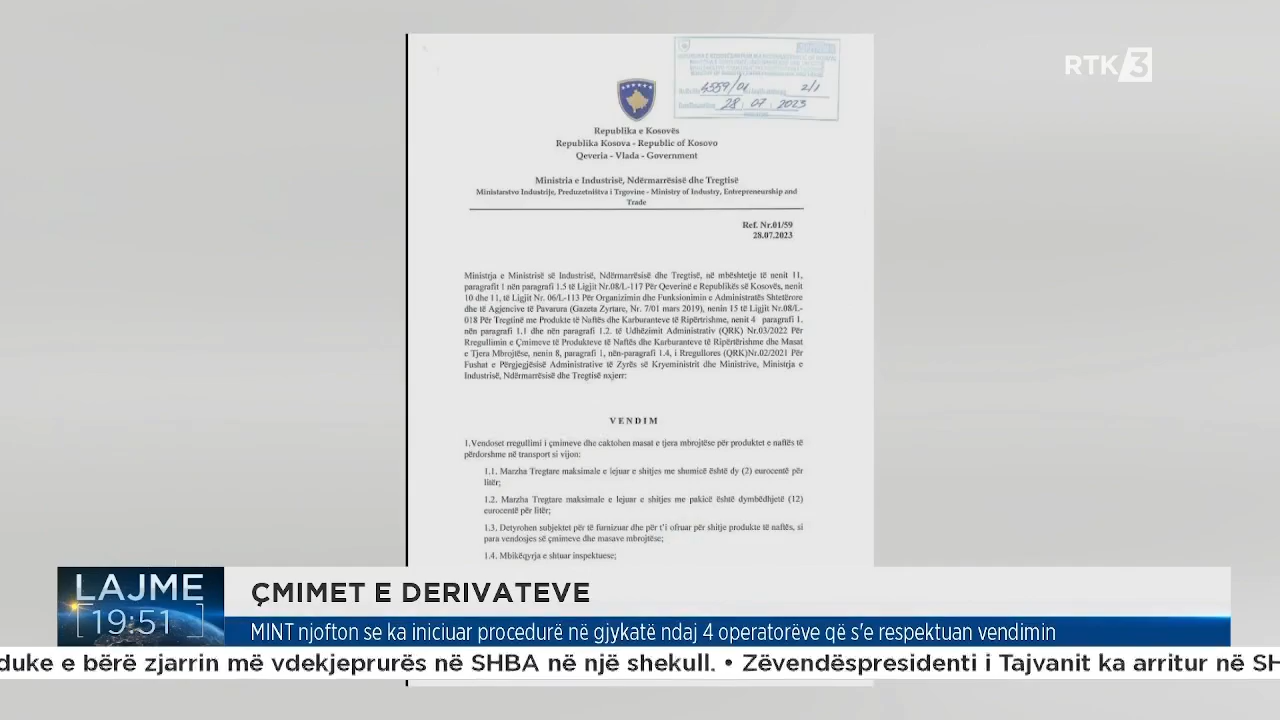 RTK 3
4559/01
2/1
28.07.2023
Republika e Kosovës
Republika Kosova - Republic of Kosovo
Qeveria - Vlada - Government
Ministria e Industrisë, Ndërmarrësisë dhe Tregtisë
Ministarstvo Industrije, Preduzetništva i Trgovine - Ministry of Industry, Entrepreneurship and
Trade
Ref. Nr.01/59
28.07.2023
Ministrja e Ministrisë së Industrisë, Ndërmarrësisë dhe Tregtisë, në mbështetje të nenit 11,
paragrafit 1 nën paragrafi 1.5 të Ligjit Nr.08/L-117 Për Qeverinë e Republikës së Kosovës, nenit
10 dhe 11, të Ligjit Nr. 06/L-113 Për Organizimin dhe Funksionimin e Administratës Shtetërore
dhe të Agjencive të Pavarura (Gazeta Zyrtare, Nr. 7/01 mars 2019), nenin 15 të Ligjit Nr.08/L-
018 Për Tregtinë me Produkte të Naftës dhe Karburanteve të Ripërtrishme, nenit 4 paragrafi 1,
nën paragrafi 1.1 dhe nën paragrafi 1.2. të Udhëzimit Administrativ (QRK) Nr.03/2022 Për
Rregullimin e Çmimeve të Produkteve të Naftës dhe Karburanteve të Ripërtërishme dhe Masat
e Tjera Mbrojtëse, nenin 8, paragrafi 1, nën-paragrafi 1.4, i Rregullores (QRK)Nr.02/2021 Për
Fushat e Përgjegjësisë Administrative të Zyrës së Kryeministrit dhe Ministrive, Ministrja e
Industrisë, Ndërmarrësisë dhe Tregtisë nxjerr:
VENDIM
1.Vendoset rregullimi i çmimeve dhe caktohen masat e tjera mbrojtëse për produktet e naftës të
përdorshme në transport si vijon:
1.1. Marzha Tregtare maksimale e lejuar e shitjes me shumicë është dy (2) eurocentë për
litër;
1.2. Marzha Tregtare maksimale e lejuar e shitjes me pakicë është dymbëdhjetë (12)
eurocentë për litër;
1.3. Detyrohen subjektet për të furnizuar dhe për t'i ofruar për shitje produkte të naftës, si
para vendosjes së çmimeve dhe masave mbrojtëse;
1.4. Mbikëqyrja e shtuar inspektuese;
LAJME
19:51
ÇMIMET E DERIVATEVE
MINT njofton se ka iniciuar procedurë në gjykatë ndaj 4 operatorëve që s'e respektuan vendimin
duke e bërë zjarrin më vdekjeprurës në SHBA në një shekull. • Zëvendëspresidenti i Tajvanit ka arritur në SH